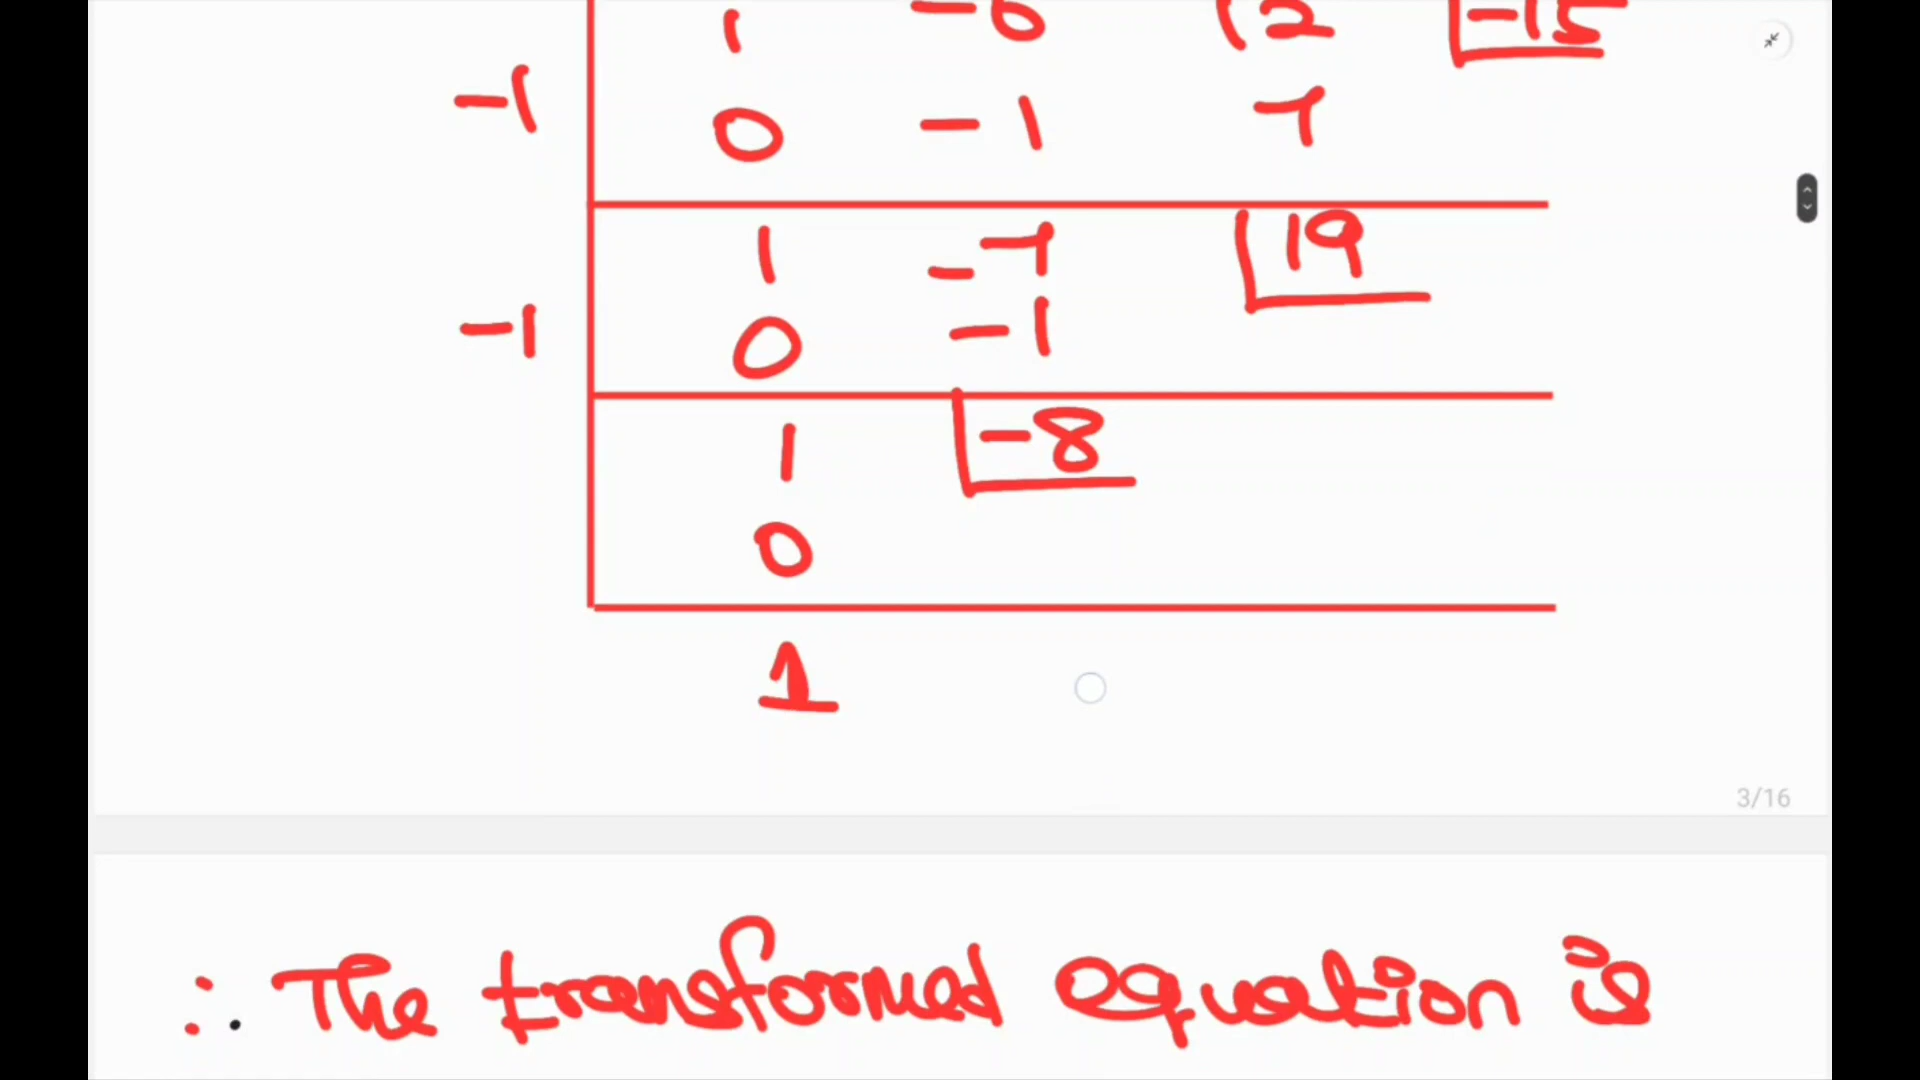 1 -6 12 -15
-1 0 -1 7
1 -7 19
-1 0 -1
1 -8
0
1
3/16
∴ The transformed equation is